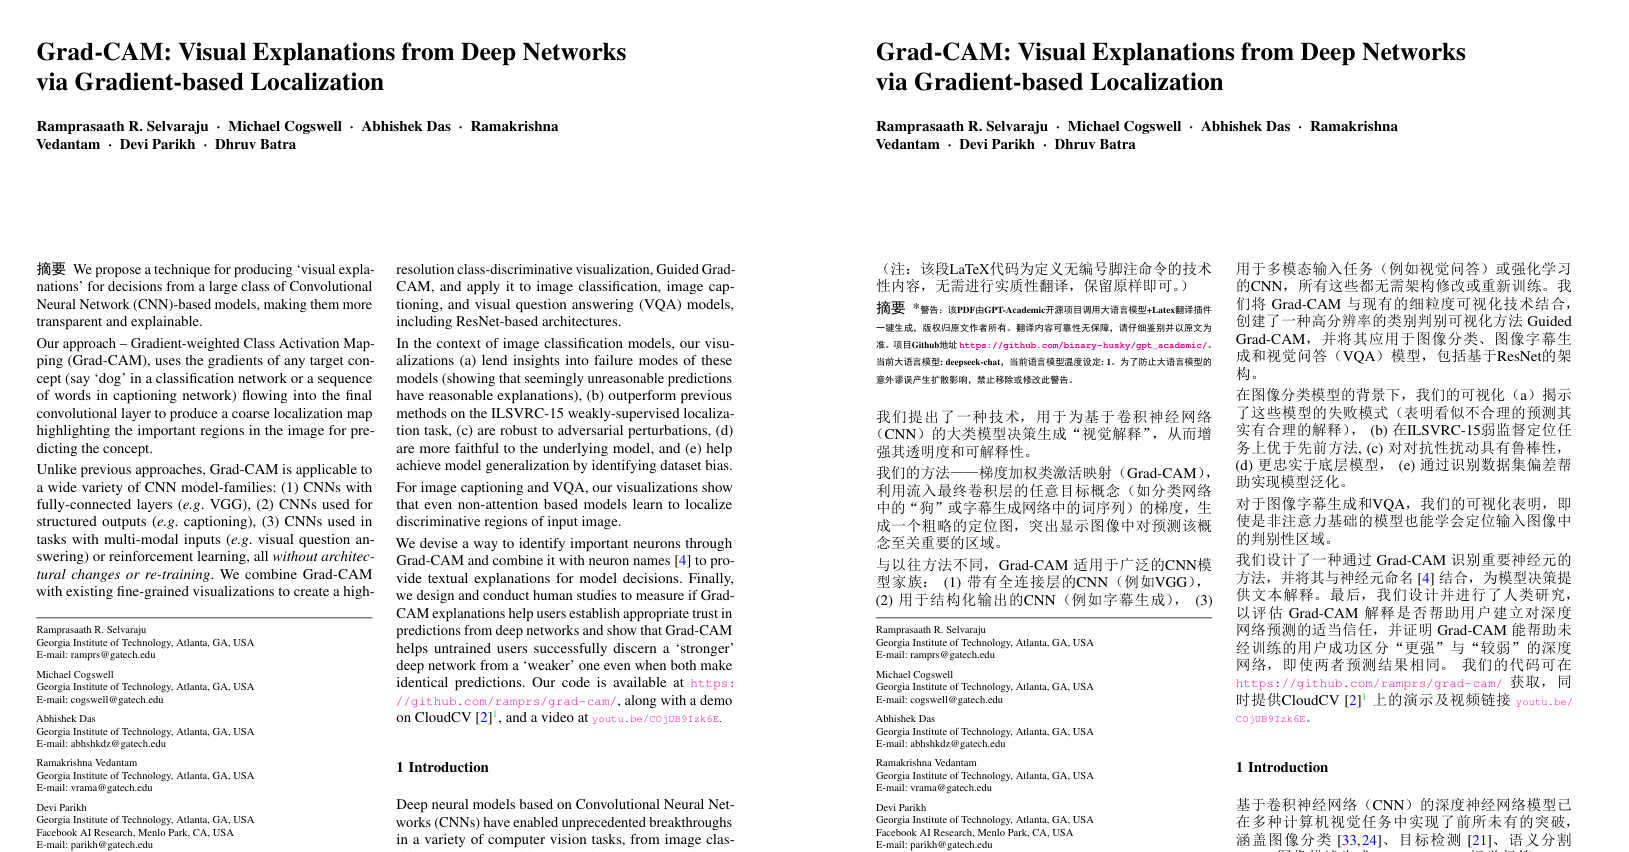 Grad-CAM: Visual Explanations from Deep Networks
via Gradient-based Localization
Ramprasaath R. Selvaraju · Michael Cogswell · Abhishek Das · Ramakrishna
Vedantam · Devi Parikh · Dhruv Batra
摘要 We propose a technique for producing ‘visual expla-
nations’ for decisions from a large class of Convolutional
Neural Network (CNN)-based models, making them more
transparent and explainable.
Our approach – Gradient-weighted Class Activation Map-
ping (Grad-CAM), uses the gradients of any target con-
cept (say ‘dog’ in a classification network or a sequence
of words in captioning network) flowing into the final
convolutional layer to produce a coarse localization map
highlighting the important regions in the image for pre-
dicting the concept.
Unlike previous approaches, Grad-CAM is applicable to
a wide variety of CNN model-families: (1) CNNs with
fully-connected layers (e.g. VGG), (2) CNNs used for
structured outputs (e.g. captioning), (3) CNNs used in
tasks with multi-modal inputs (e.g. visual question an-
swering) or reinforcement learning, all without architec-
tural changes or re-training. We combine Grad-CAM
with existing fine-grained visualizations to create a high-
Ramprasaath R. Selvaraju
Georgia Institute of Technology, Atlanta, GA, USA
E-mail: ramprs@gatech.edu
Michael Cogswell
Georgia Institute of Technology, Atlanta, GA, USA
E-mail: cogswell@gatech.edu
Abhishek Das
Georgia Institute of Technology, Atlanta, GA, USA
E-mail: abhshkdz@gatech.edu
Ramakrishna Vedantam
Georgia Institute of Technology, Atlanta, GA, USA
E-mail: vrama@gatech.edu
Devi Parikh
Georgia Institute of Technology, Atlanta, GA, USA
Facebook AI Research, Menlo Park, CA, USA
E-mail: parikh@gatech.edu
resolution class-discriminative visualization, Guided Grad-
CAM, and apply it to image classification, image cap-
tioning, and visual question answering (VQA) models,
including ResNet-based architectures.
In the context of image classification models, our visu-
alizations (a) lend insights into failure modes of these
models (showing that seemingly unreasonable predictions
have reasonable explanations), (b) outperform previous
methods on the ILSVRC-15 weakly-supervised localiza-
tion task, (c) are robust to adversarial perturbations, (d)
are more faithful to the underlying model, and (e) help
achieve model generalization by identifying dataset bias.
For image captioning and VQA, our visualizations show
that even non-attention based models learn to localize
discriminative regions of input image.
We devise a way to identify important neurons through
Grad-CAM and combine it with neuron names [4] to pro-
vide textual explanations for model decisions. Finally,
we design and conduct human studies to measure if Grad-
CAM explanations help users establish appropriate trust in
predictions from deep networks and show that Grad-CAM
helps untrained users successfully discern a ‘stronger’
deep network from a ‘weaker’ one even when both make
identical predictions. Our code is available at https:
//github.com/ramprs/grad-cam/, along with a demo
on CloudCV [2]1, and a video at youtu.be/COjUB9Izk6E.
1 Introduction
Deep neural models based on Convolutional Neural Net-
works (CNNs) have enabled unprecedented breakthroughs
in a variety of computer vision tasks, from image clas-
Grad-CAM: Visual Explanations from Deep Networks
via Gradient-based Localization
Ramprasaath R. Selvaraju · Michael Cogswell · Abhishek Das · Ramakrishna
Vedantam · Devi Parikh · Dhruv Batra
（注：该段LaTeX代码为定义无编号脚注命令的技术
性内容，无需进行实质性翻译，保留原样即可。）
摘要 *警告：该PDF由GPT-Academic开源项目调用大语言模型+Latex翻译插件
一键生成，版权归原文作者所有。翻译内容可靠性无保障，请仔细鉴别并以原文为
准。项目Github地址 https://github.com/binary-husky/gpt_academic/。
当前大语言模型: deepseek-chat，当前语言模型温度设定: 1。为了防止大语言模型的
意外谬误产生扩散影响，禁止移除或修改此警告。
我们提出了一种技术，用于为基于卷积神经网络
（CNN）的大类模型决策生成“视觉解释”，从而增
强其透明度和可解释性。
我们的方法——梯度加权类激活映射（Grad-CAM），
利用流入最终卷积层的任意目标概念（如分类网络
中的“狗”或字幕生成网络中的词序列）的梯度，生
成一个粗略的定位图，突出显示图像中对预测该概
念至关重要的区域。
与以往方法不同，Grad-CAM 适用于广泛的CNN模
型家族： (1) 带有全连接层的CNN（例如VGG），
(2) 用于结构化输出的CNN（例如字幕生成）， (3)
Ramprasaath R. Selvaraju
Georgia Institute of Technology, Atlanta, GA, USA
E-mail: ramprs@gatech.edu
Michael Cogswell
Georgia Institute of Technology, Atlanta, GA, USA
E-mail: cogswell@gatech.edu
Abhishek Das
Georgia Institute of Technology, Atlanta, GA, USA
E-mail: abhshkdz@gatech.edu
Ramakrishna Vedantam
Georgia Institute of Technology, Atlanta, GA, USA
E-mail: vrama@gatech.edu
Devi Parikh
Georgia Institute of Technology, Atlanta, GA, USA
Facebook AI Research, Menlo Park, CA, USA
E-mail: parikh@gatech.edu
用于多模态输入任务（例如视觉问答）或强化学习
的CNN，所有这些都无需架构修改或重新训练。我
们将 Grad-CAM 与现有的细粒度可视化技术结合，
创建了一种高分辨率的类别判别可视化方法 Guided
Grad-CAM，并将其应用于图像分类、图像字幕生
成和视觉问答（VQA）模型，包括基于ResNet的架
构。
在图像分类模型的背景下，我们的可视化（a）揭示
了这些模型的失败模式（表明看似不合理的预测其
实有合理的解释）， (b) 在ILSVRC-15弱监督定位任
务上优于先前方法, (c) 对对抗性扰动具有鲁棒性，
(d) 更忠实于底层模型， (e) 通过识别数据集偏差帮
助实现模型泛化。
对于图像字幕生成和VQA，我们的可视化表明，即
使是非注意力基础的模型也能学会定位输入图像中
的判别性区域。
我们设计了一种通过 Grad-CAM 识别重要神经元的
方法，并将其与神经元命名 [4] 结合，为模型决策提
供文本解释。最后，我们设计并进行了人类研究，
以评估 Grad-CAM 解释是否帮助用户建立对深度
网络预测的适当信任，并证明 Grad-CAM 能帮助未
经训练的用户成功区分“更强”与“较弱”的深度
网络，即使两者预测结果相同。 我们的代码可在
https://github.com/ramprs/grad-cam/ 获取，同
时提供CloudCV [2]1 上的演示及视频链接 youtu.be/
COjUB9Izk6E。
1 Introduction
基于卷积神经网络（CNN）的深度神经网络模型已
在多种计算机视觉任务中实现了前所未有的突破，
涵盖图像分类 [33,24]、目标检测 [21]、语义分割